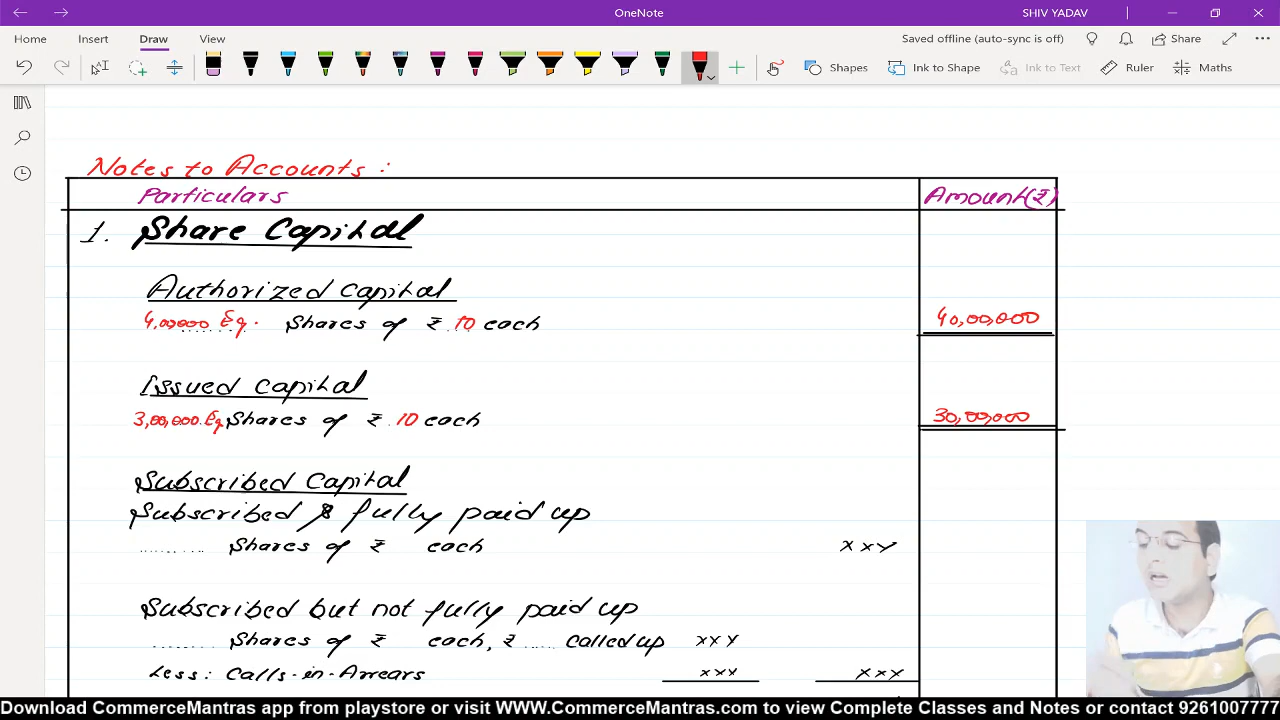 OneNote
SHIV YADAV
Home Insert Draw View
Saved offline (auto-sync is off)
Share
Shapes
Ink to Shape
Ink to Text
Ruler
Maths
Notes to Accounts :
Particulars Amount(₹)
1. Share Capital
Authorized Capital
4,00,000 Eq. Shares of ₹ 10 each 40,00,000
Issued Capital
3,00,000 Eq Shares of ₹ 10 each 30,00,000
Subscribed Capital
Subscribed & fully paid up
........... Shares of ₹ each xxx
Subscribed but not fully paid up
........... Shares of ₹ each, ₹ ..... called up xxx
Less: Calls-in-Arrears xxx xxx
Download CommerceMantras app from playstore or visit WWW.CommerceMantras.com to view Complete Classes and Notes or contact 9261007777